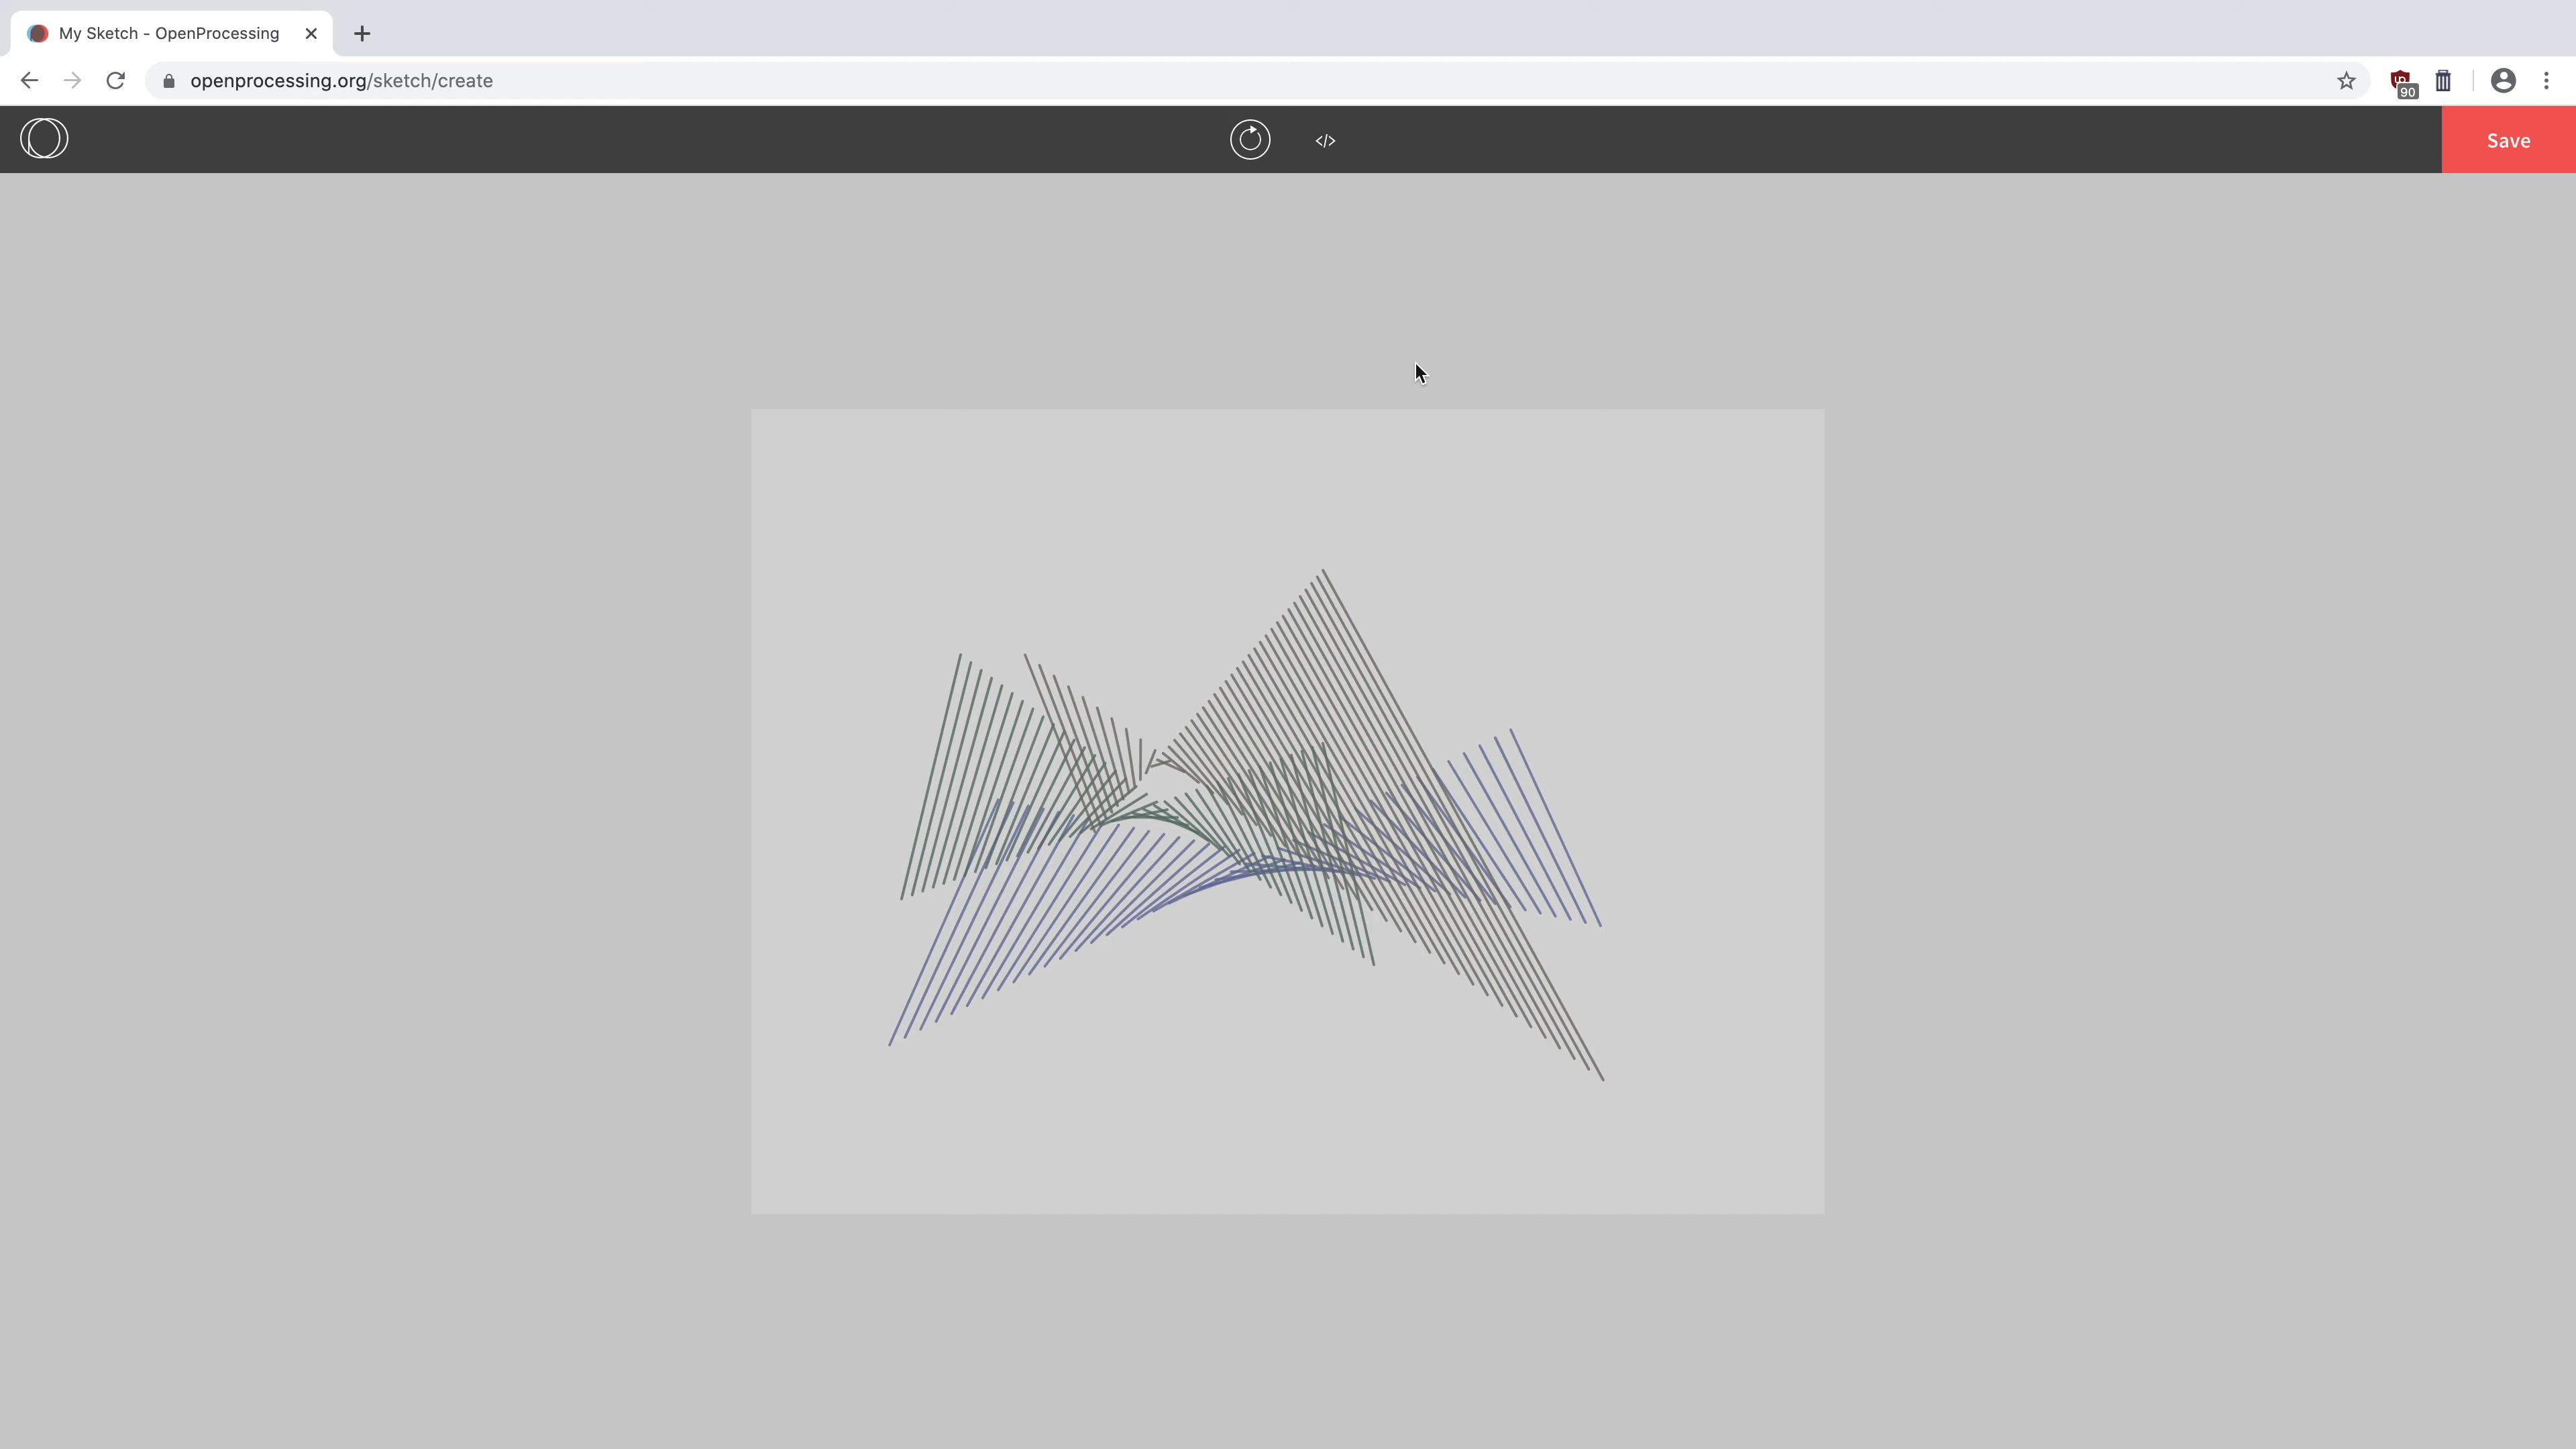 My Sketch - OpenProcessing
openprocessing.org/sketch/create
90
</>
Save